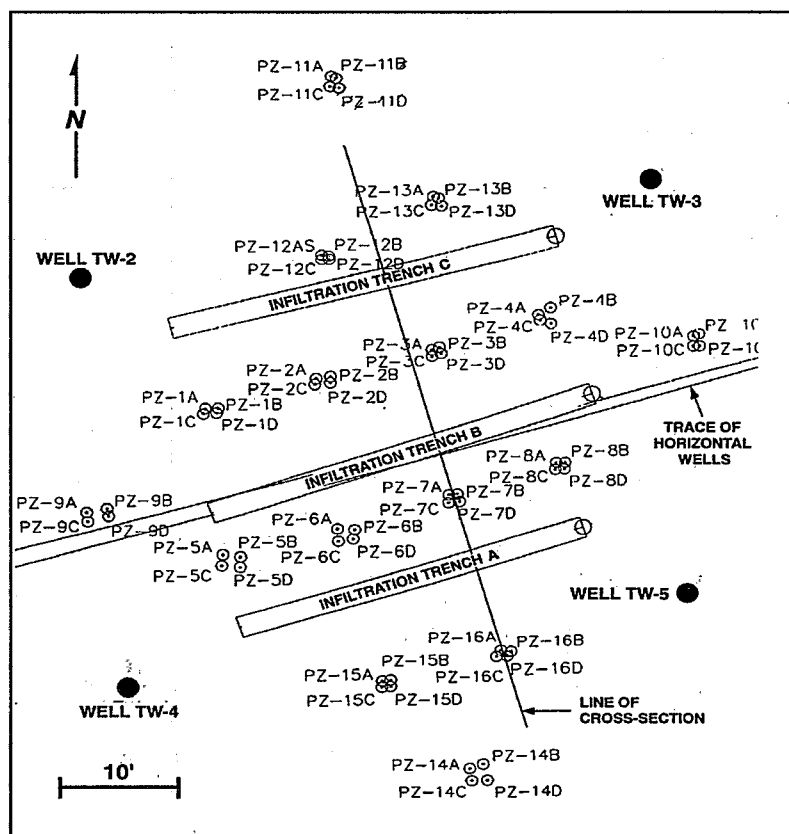 PZ-11A PZ-11B
PZ-11C PZ-11D
N
PZ-13A PZ-13B
PZ-13C PZ-13D
WELL TW-3
PZ-12AS PZ-12B
PZ-12C PZ-12D
WELL TW-2
INFILTRATION TRENCH C
PZ-4A PZ-4B
PZ-4C PZ-4D
PZ-10A PZ-10
PZ-10C PZ-10
PZ-3A PZ-3B
PZ-3C PZ-3D
PZ-2A PZ-2B
PZ-2C PZ-2D
PZ-1A PZ-1B
PZ-1C PZ-1D
TRACE OF
HORIZONTAL
WELLS
INFILTRATION TRENCH B
PZ-8A PZ-8B
PZ-8C PZ-8D
PZ-7A PZ-7B
PZ-7C PZ-7D
PZ-9A PZ-9B
PZ-9C PZ-9D
PZ-6A PZ-6B
PZ-6C PZ-6D
PZ-5A PZ-5B
PZ-5C PZ-5D
INFILTRATION TRENCH A
WELL TW-5
PZ-16A PZ-16B
PZ-16C PZ-16D
PZ-15A PZ-15B
PZ-15C PZ-15D
WELL TW-4
LINE OF
CROSS-SECTION
10'
PZ-14A PZ-14B
PZ-14C PZ-14D